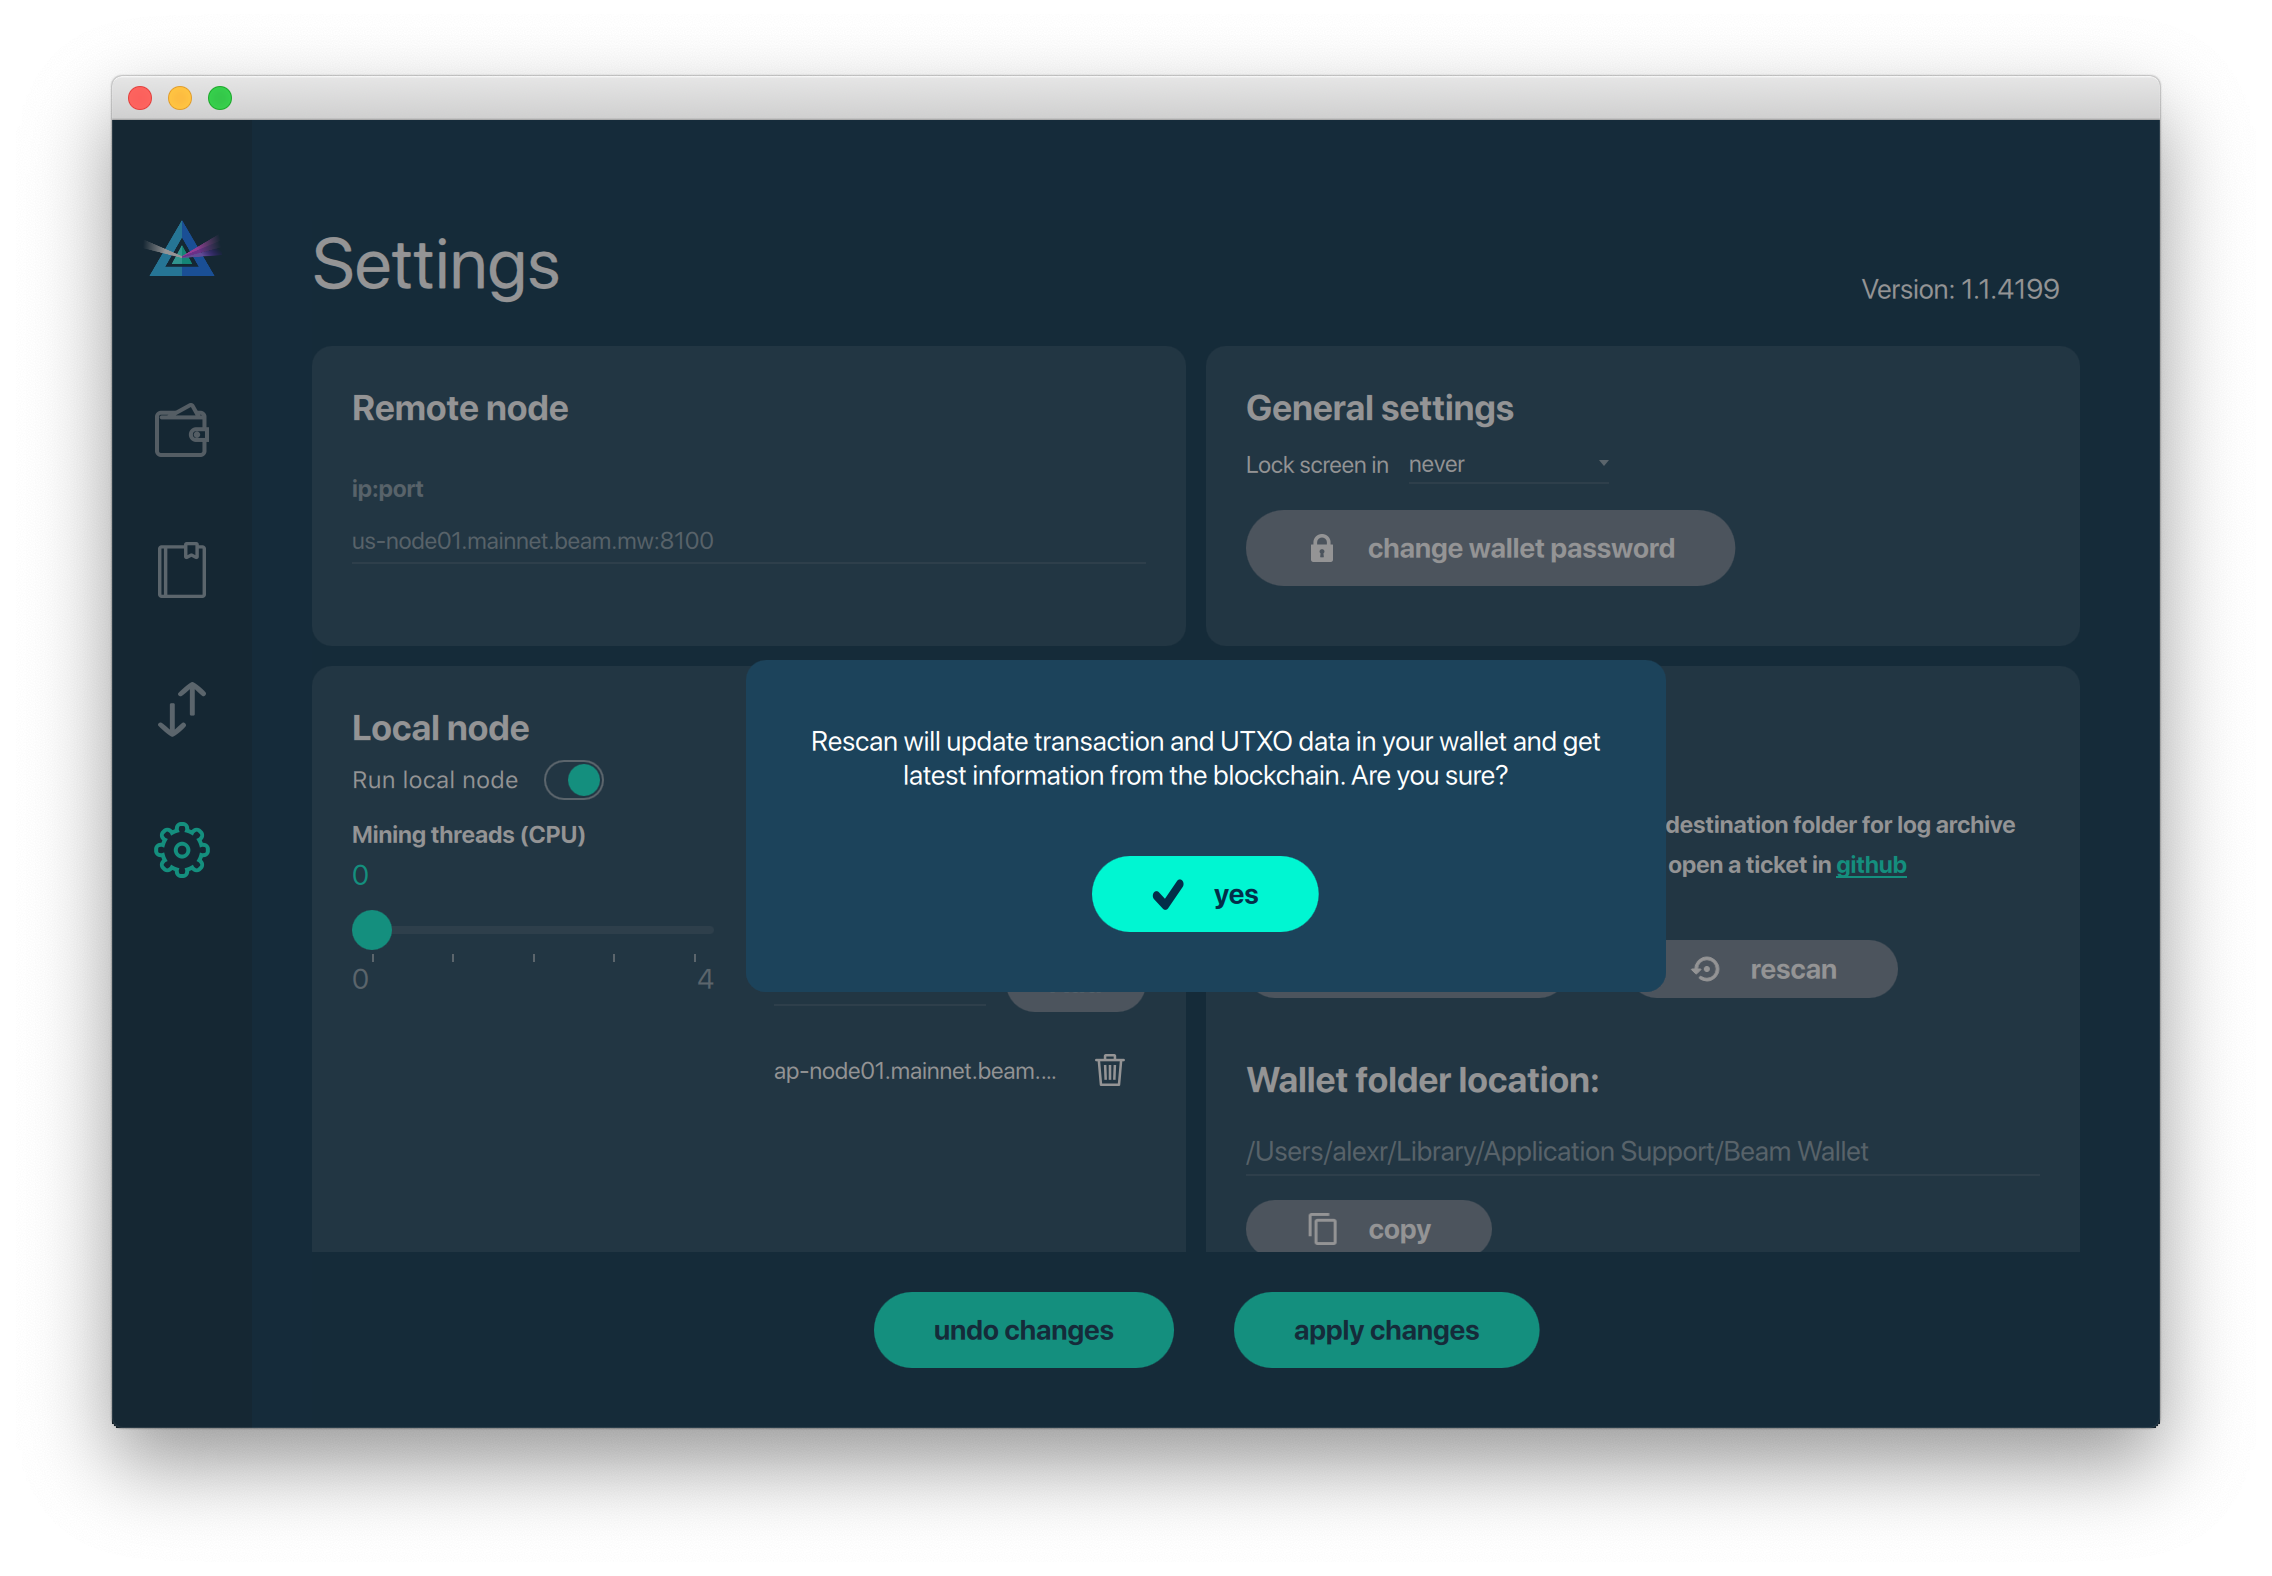 Settings
Version: 1.1.4199
Remote node
ip:port
us-node01.mainnet.beam.mw:8100
General settings
Lock screen in never
change wallet password
Local node
Run local node
Mining threads (CPU)
0
0 4
ap-node01.mainnet.beam....
Rescan will update transaction and UTXO data in your wallet and get
latest information from the blockchain. Are you sure?
yes
destination folder for log archive
open a ticket in github
rescan
Wallet folder location:
/Users/alexr/Library/Application Support/Beam Wallet
copy
undo changes
apply changes